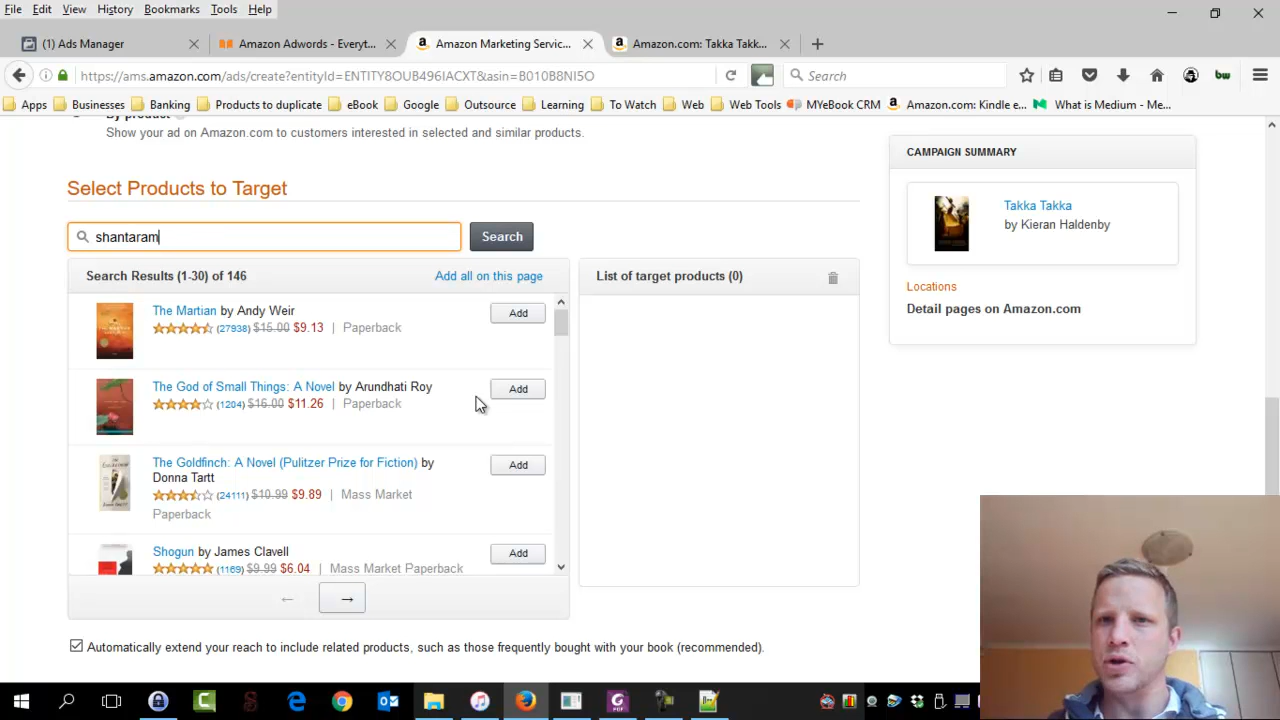 File Edit View History Bookmarks Tools Help
(1) Ads Manager
Amazon Adwords - Everyt...
Amazon Marketing Servic...
Amazon.com: Takka Takk...
https://ams.amazon.com/ads/create?entityId=ENTITY8OUB496IACXT&asin=B010B8NI5O
Search
Apps Businesses Banking Products to duplicate eBook Google Outsource Learning To Watch Web Web Tools MYeBook CRM Amazon.com: Kindle e... What is Medium - Me...
By product
Show your ad on Amazon.com to customers interested in selected and similar products.
Select Products to Target
shantaram
Search
Search Results (1-30) of 146
Add all on this page
The Martian by Andy Weir
(27938) $15.00 $9.13 | Paperback
Add
The God of Small Things: A Novel by Arundhati Roy
(1204) $16.00 $11.26 | Paperback
Add
The Goldfinch: A Novel (Pulitzer Prize for Fiction) by
Donna Tartt
(24111) $10.99 $9.89 | Mass Market
Paperback
Add
Shogun by James Clavell
(1169) $9.99 $6.04 | Mass Market Paperback
Add
List of target products (0)
Automatically extend your reach to include related products, such as those frequently bought with your book (recommended).
CAMPAIGN SUMMARY
Takka Takka
by Kieran Haldenby
Locations
Detail pages on Amazon.com